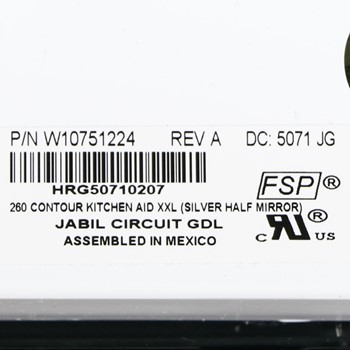 P/N W10751224 REV A DC: 5071 JG
HRG50710207
FSP®
260 CONTOUR KITCHEN AID XXL (SILVER HALF MIRROR)
JABIL CIRCUIT GDL
ASSEMBLED IN MEXICO
C RU US ®